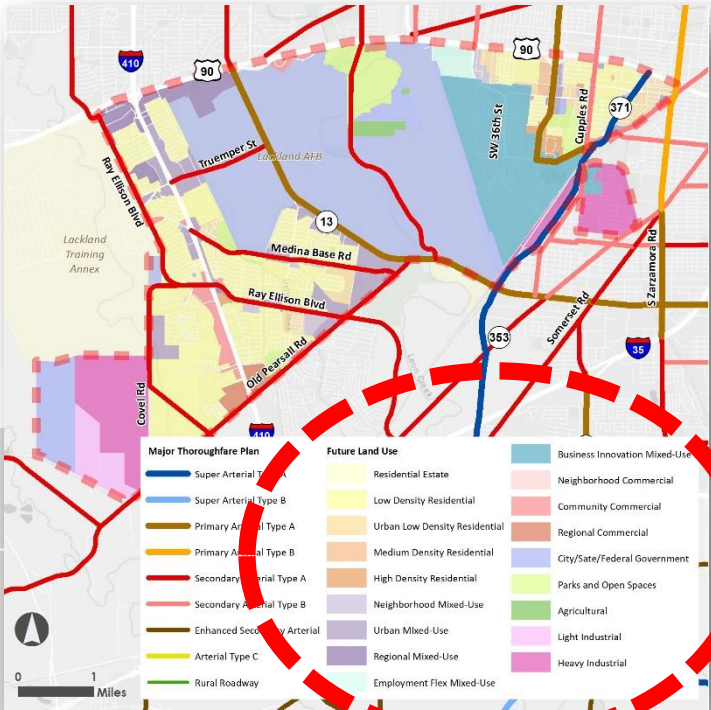 410
90
90
SW 36th St
Cupples Rd
371
Truemper St
Lackland AFB
Ray Ellison Blvd
13
Lackland
Training
Annex
Medina Base Rd
S Zarzamora Rd
Ray Ellison Blvd
Somerset Rd
353
35
Old Pearsall Rd
Leon Creek
Covel Rd
410
Major Thoroughfare Plan
Super Arterial Type A
Super Arterial Type B
Primary Arterial Type A
Primary Arterial Type B
Secondary Arterial Type A
Secondary Arterial Type B
Enhanced Secondary Arterial
Arterial Type C
Rural Roadway
Future Land Use
Residential Estate
Low Density Residential
Urban Low Density Residential
Medium Density Residential
High Density Residential
Neighborhood Mixed-Use
Urban Mixed-Use
Regional Mixed-Use
Employment Flex Mixed-Use
Business Innovation Mixed-Use
Neighborhood Commercial
Community Commercial
Regional Commercial
City/Sate/Federal Government
Parks and Open Spaces
Agricultural
Light Industrial
Heavy Industrial
0 1
Miles